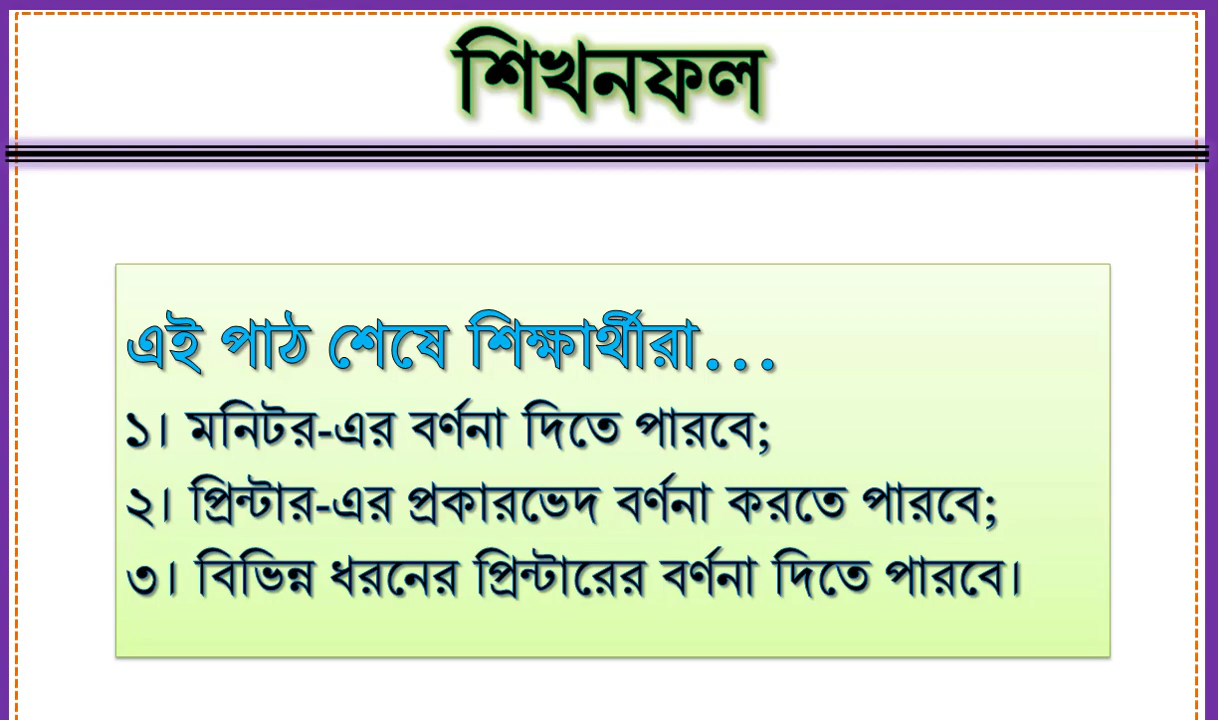 শিখনফল
এই পাঠ শেষে শিক্ষার্থীরা...
১। মনিটর-এর বর্ণনা দিতে পারবে;
২। প্রিন্টার-এর প্রকারভেদ বর্ণনা করতে পারবে;
৩। বিভিন্ন ধরনের প্রিন্টারের বর্ণনা দিতে পারবে।